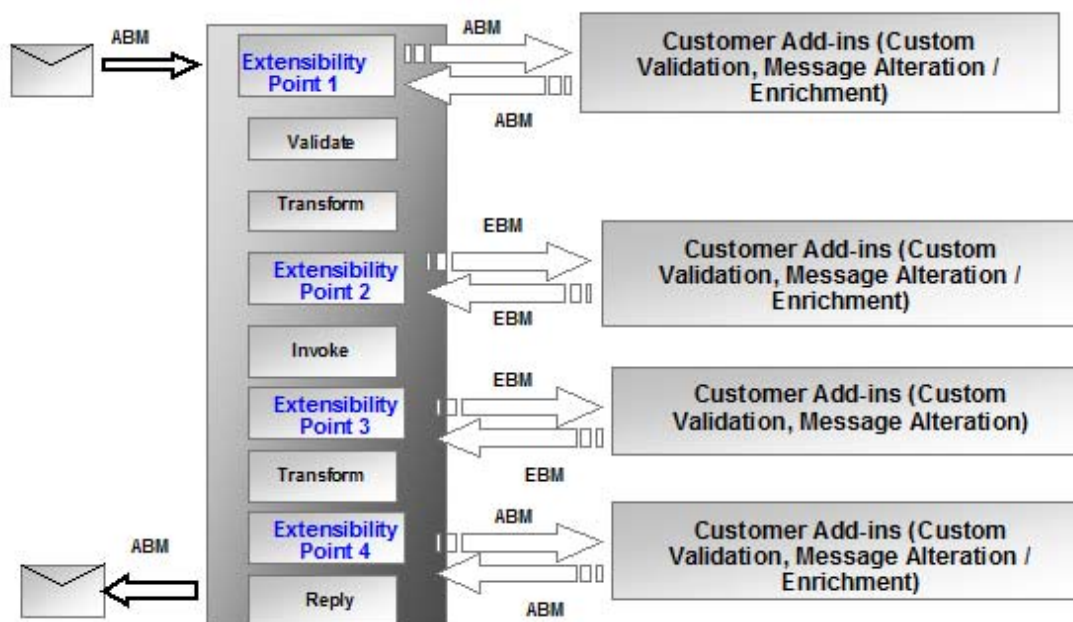 ABM
Extensibility
Point 1
ABM
ABM
Customer Add-ins (Custom
Validation, Message Alteration /
Enrichment)
Validate
Transform
Extensibility
Point 2
EBM
EBM
Customer Add-ins (Custom
Validation, Message Alteration /
Enrichment)
Invoke
Extensibility
Point 3
EBM
EBM
Customer Add-ins (Custom
Validation, Message Alteration)
Transform
Extensibility
Point 4
ABM
ABM
Customer Add-ins (Custom
Validation, Message Alteration /
Enrichment)
ABM
Reply